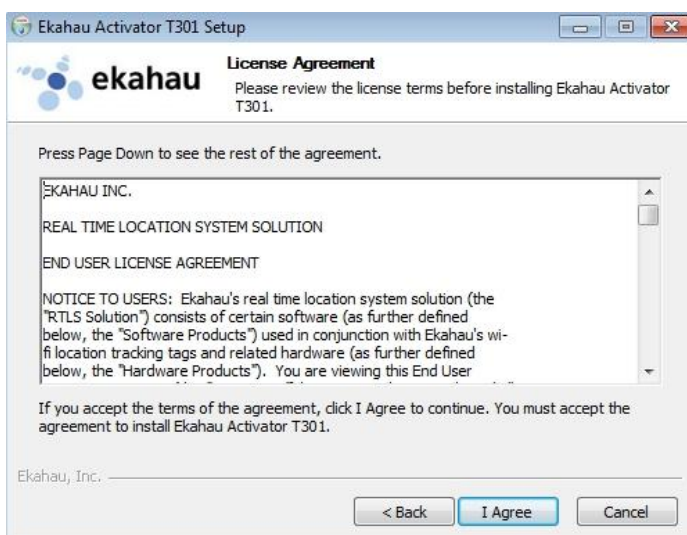 Ekahau Activator T301 Setup
ekahau
License Agreement
Please review the license terms before installing Ekahau Activator
T301.
Press Page Down to see the rest of the agreement.
EKAHAU INC.
REAL TIME LOCATION SYSTEM SOLUTION
END USER LICENSE AGREEMENT
NOTICE TO USERS:  Ekahau's real time location system solution (the
"RTLS Solution") consists of certain software (as further defined
below, the "Software Products") used in conjunction with Ekahau's wi-
fi location tracking tags and related hardware (as further defined
below, the "Hardware Products").  You are viewing this End User
If you accept the terms of the agreement, click I Agree to continue. You must accept the
agreement to install Ekahau Activator T301.
Ekahau, Inc.
< Back
I Agree
Cancel